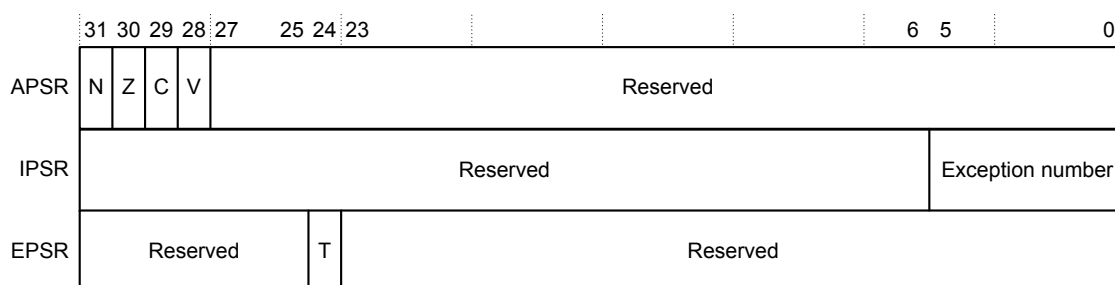 31 30 29 28 27 25 24 23 6 5 0
APSR N Z C V Reserved
IPSR Reserved Exception number
EPSR Reserved T Reserved